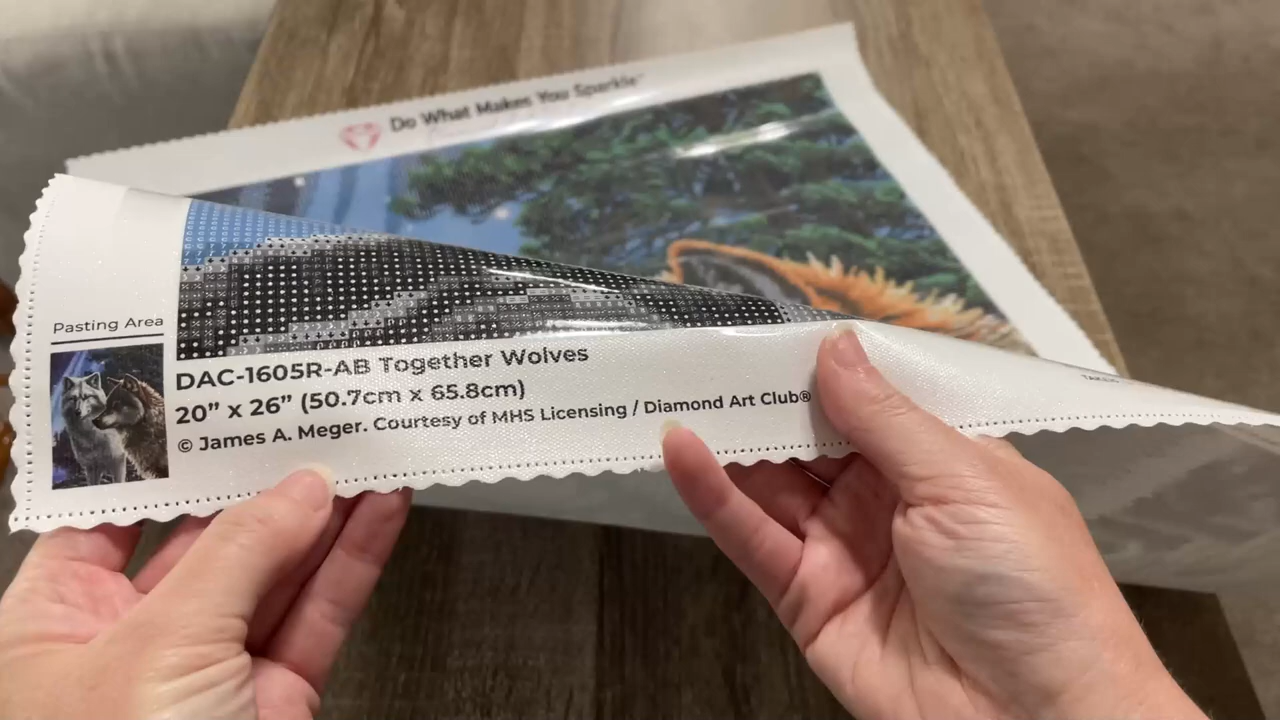 Do What Makes You Sparkle™
Pasting Area
DAC-1605R-AB Together Wolves
20” x 26” (50.7cm x 65.8cm)
© James A. Meger. Courtesy of MHS Licensing / Diamond Art Club®